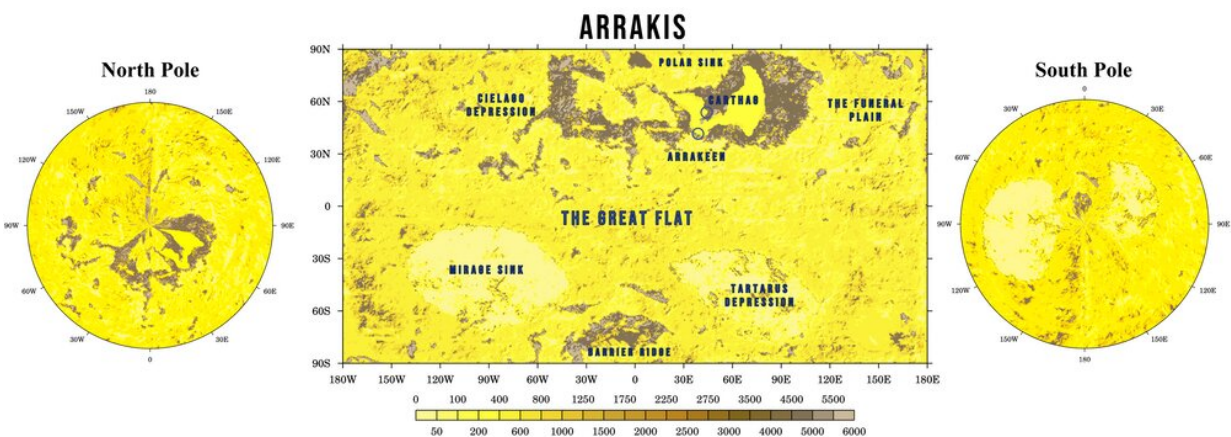 ARRAKIS
North Pole
180
150W
150E
120W
120E
90W
90E
60W
60E
30W
30E
0
90N
60N
30N
0
30S
60S
90S
POLAR SINK
CIELAGO
DEPRESSION
CARTHAG
THE FUNERAL
PLAIN
ARRAKEEN
THE GREAT FLAT
MIRAGE SINK
TARTARUS
DEPRESSION
BARRIER RIDGE
180W 150W 120W 90W 60W 30W 0 30E 60E 90E 120E 150E 180E
0 100 400 800 1250 1750 2250 2750 3500 4500 5500
50 200 600 1000 1500 2000 2500 3000 4000 5000 6000
South Pole
0
30E
60W
60E
90W
90E
120W
120E
150W
150E
180